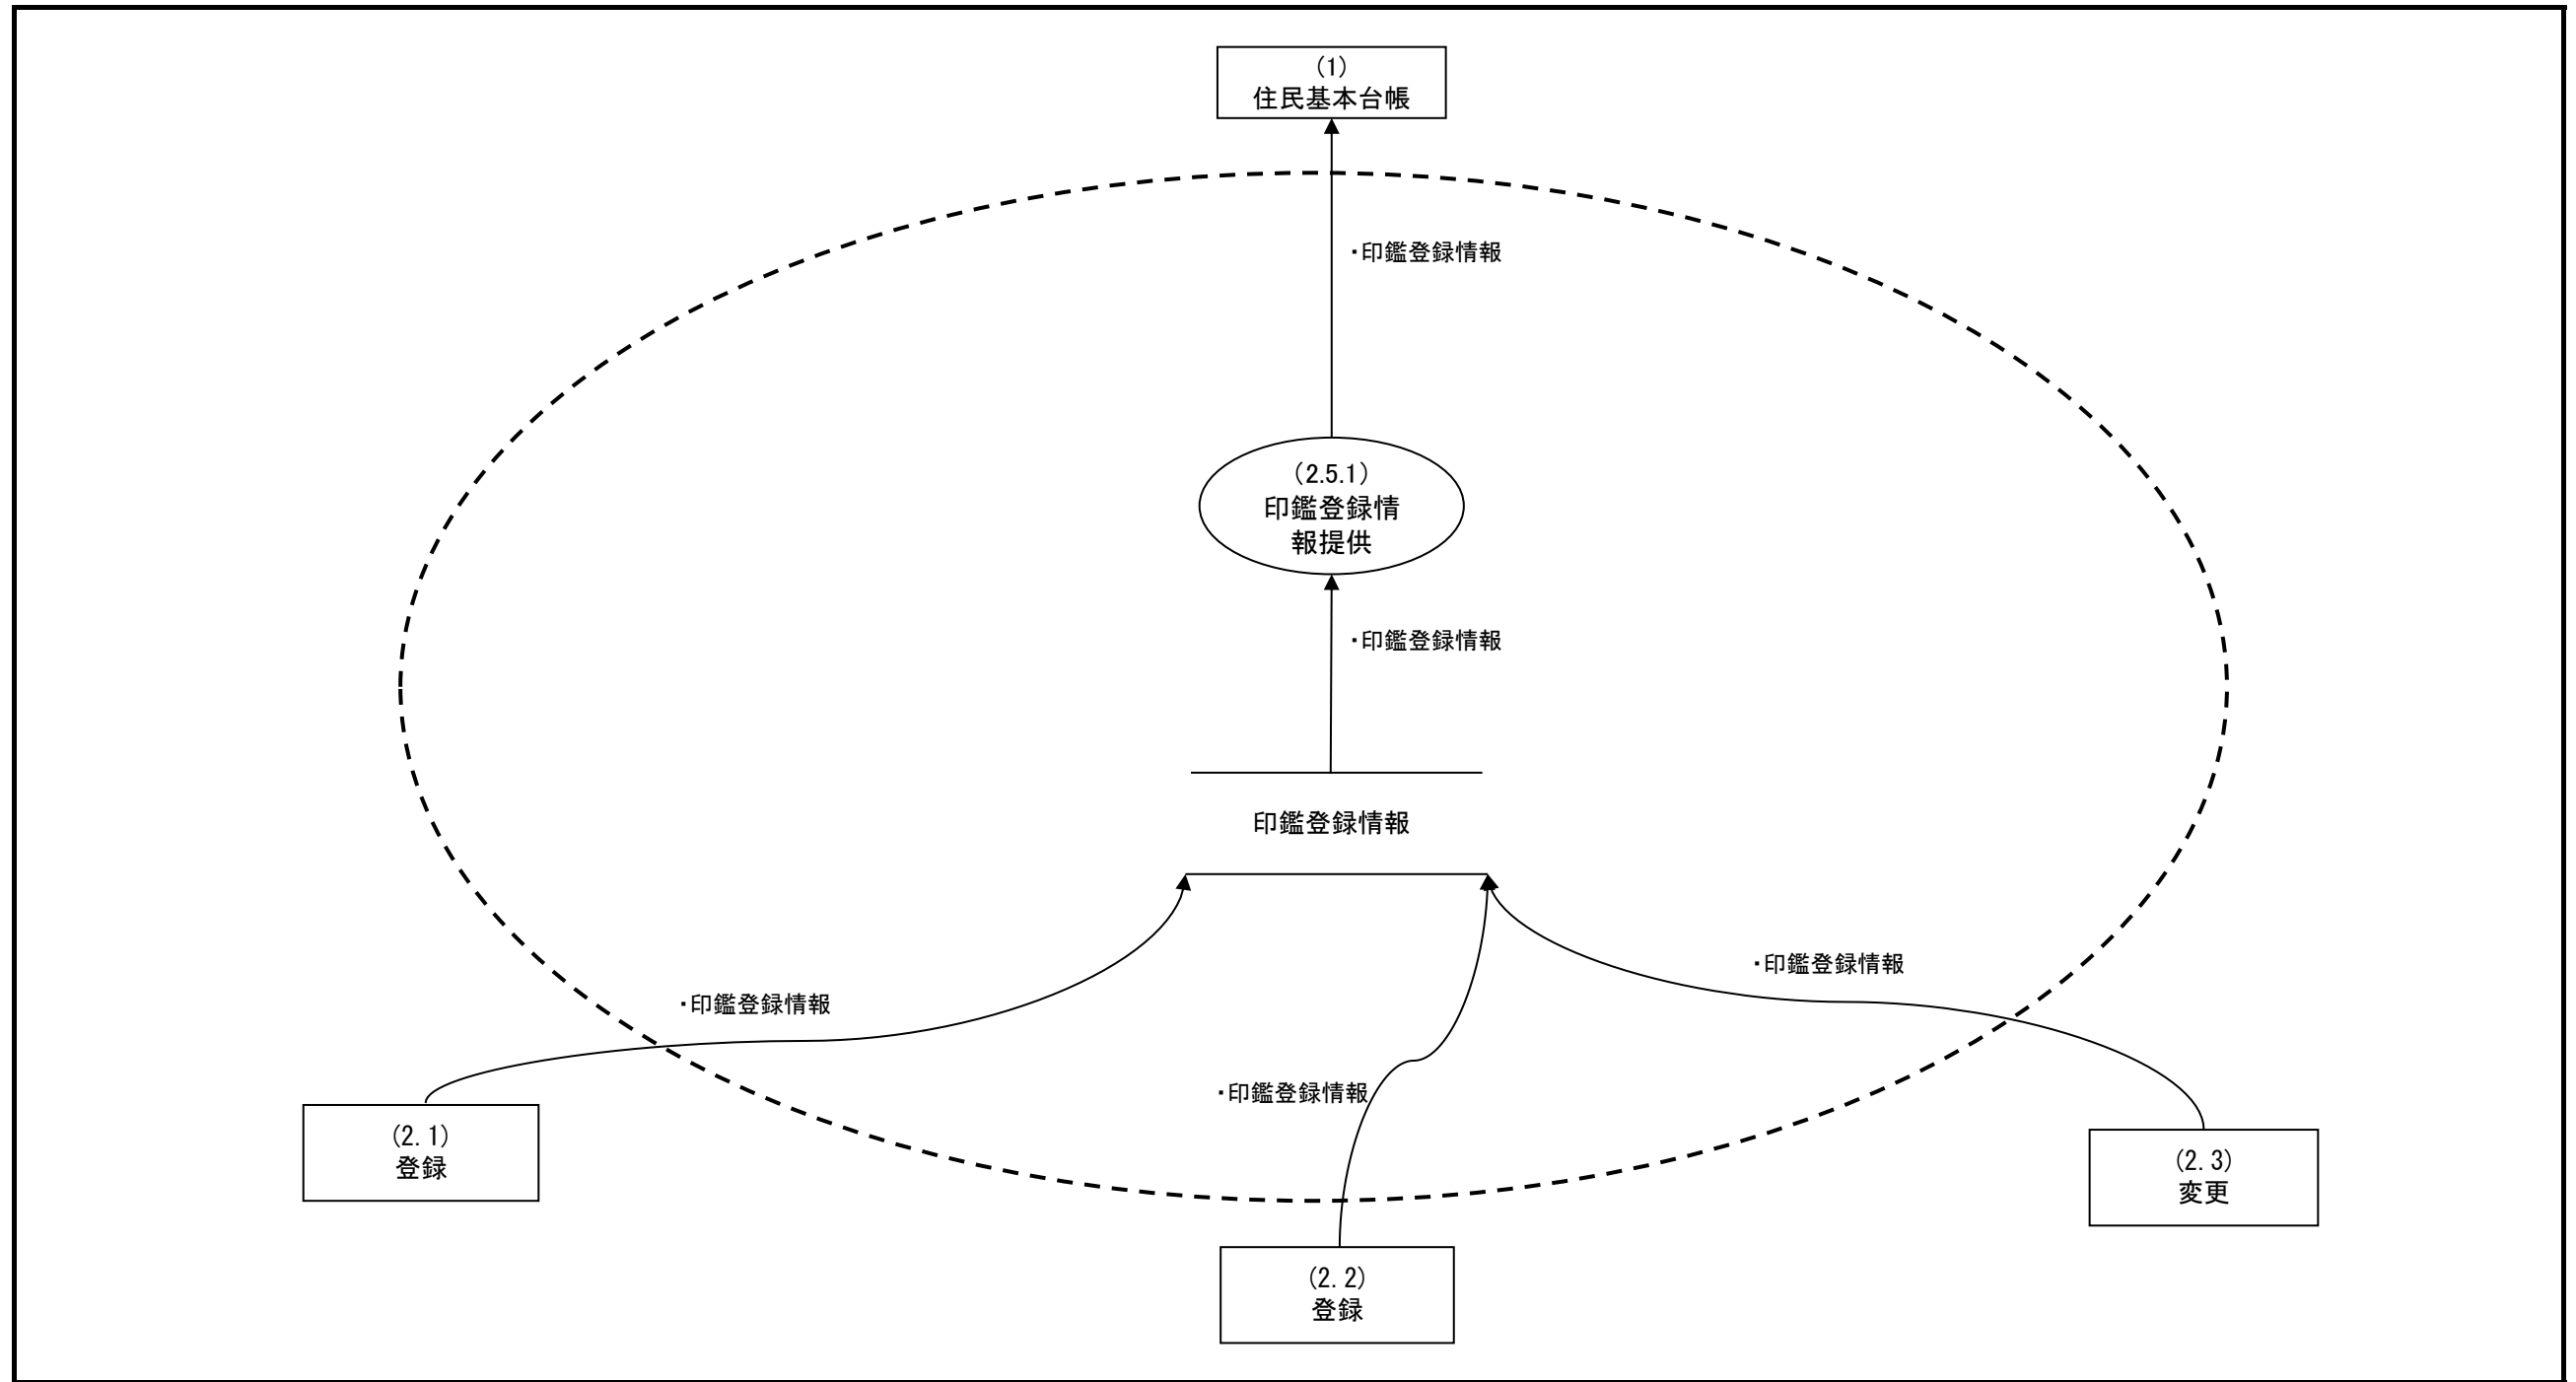 （1）
住民基本台帳
・印鑑登録情報
（2.5.1）
印鑑登録情
報提供
・印鑑登録情報
印鑑登録情報
・印鑑登録情報
・印鑑登録情報
・印鑑登録情報
(2.1)
登録
(2.3)
変更
(2.2)
登録